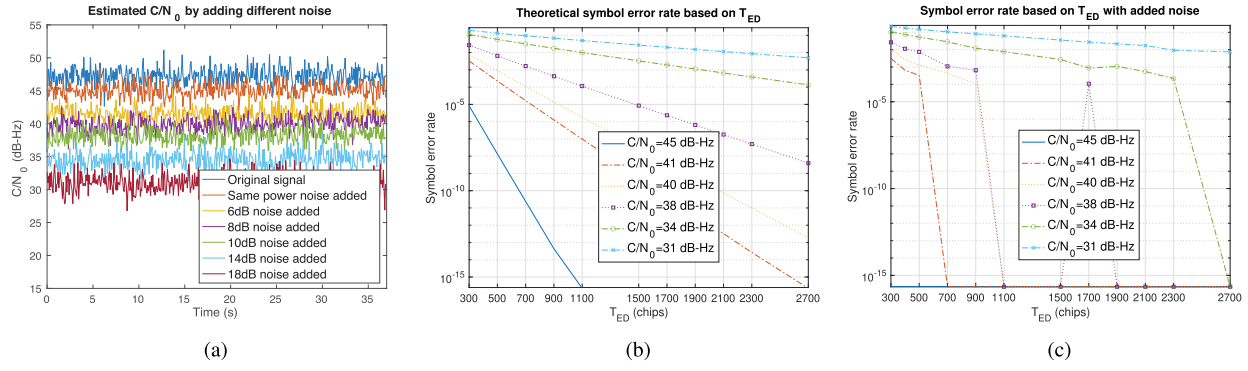 Estimated C/N0 by adding different noise
C/N0 (dB-Hz)
55
50
45
40
35
30
25
20
15
Original signal
Same power noise added
6dB noise added
8dB noise added
10dB noise added
14dB noise added
18dB noise added
0 5 10 15 20 25 30 35
Time (s)
(a)
Theoretical symbol error rate based on TED
Symbol error rate
10-5
10-10
10-15
C/N0=45 dB-Hz
C/N0=41 dB-Hz
C/N0=40 dB-Hz
C/N0=38 dB-Hz
C/N0=34 dB-Hz
C/N0=31 dB-Hz
300 500 700 900 1100 1500 1700 1900 2100 2300 2700
TED (chips)
(b)
Symbol error rate based on TED with added noise
Symbol error rate
10-5
10-10
10-15
C/N0=45 dB-Hz
C/N0=41 dB-Hz
C/N0=40 dB-Hz
C/N0=38 dB-Hz
C/N0=34 dB-Hz
C/N0=31 dB-Hz
300 500 700 900 1100 1500 1700 1900 2100 2300 2700
TED (chips)
(c)